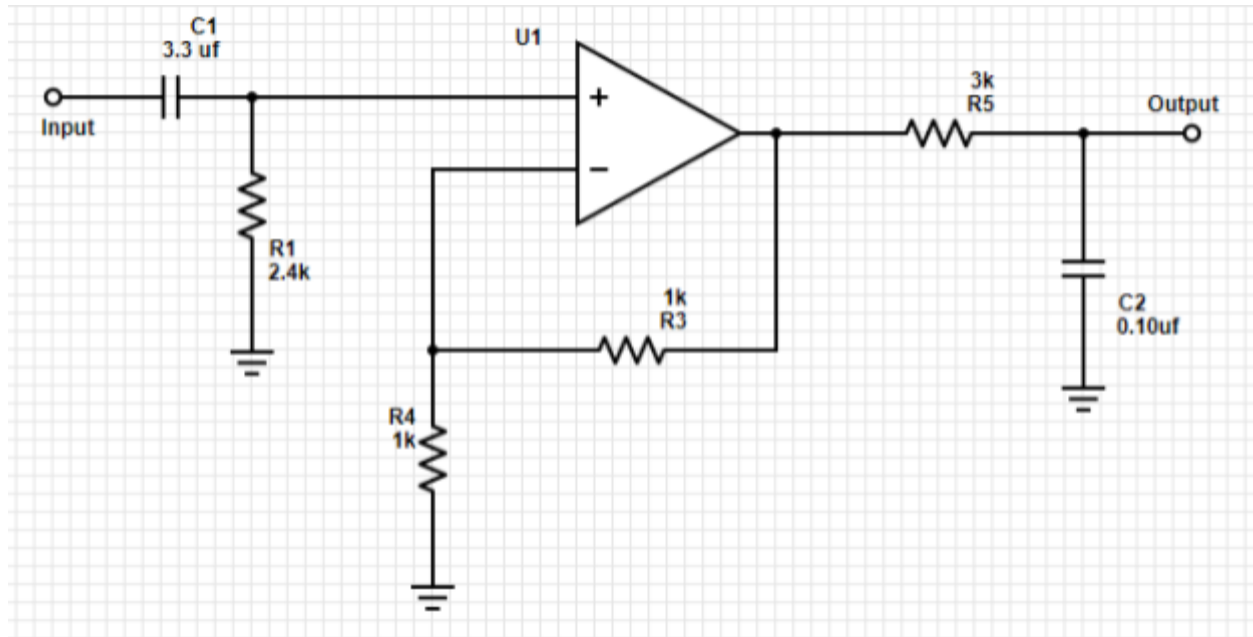 C1
3.3 uf
U1
Input
+
−
3k
R5
Output
R1
2.4k
1k
R3
C2
0.10uf
R4
1k